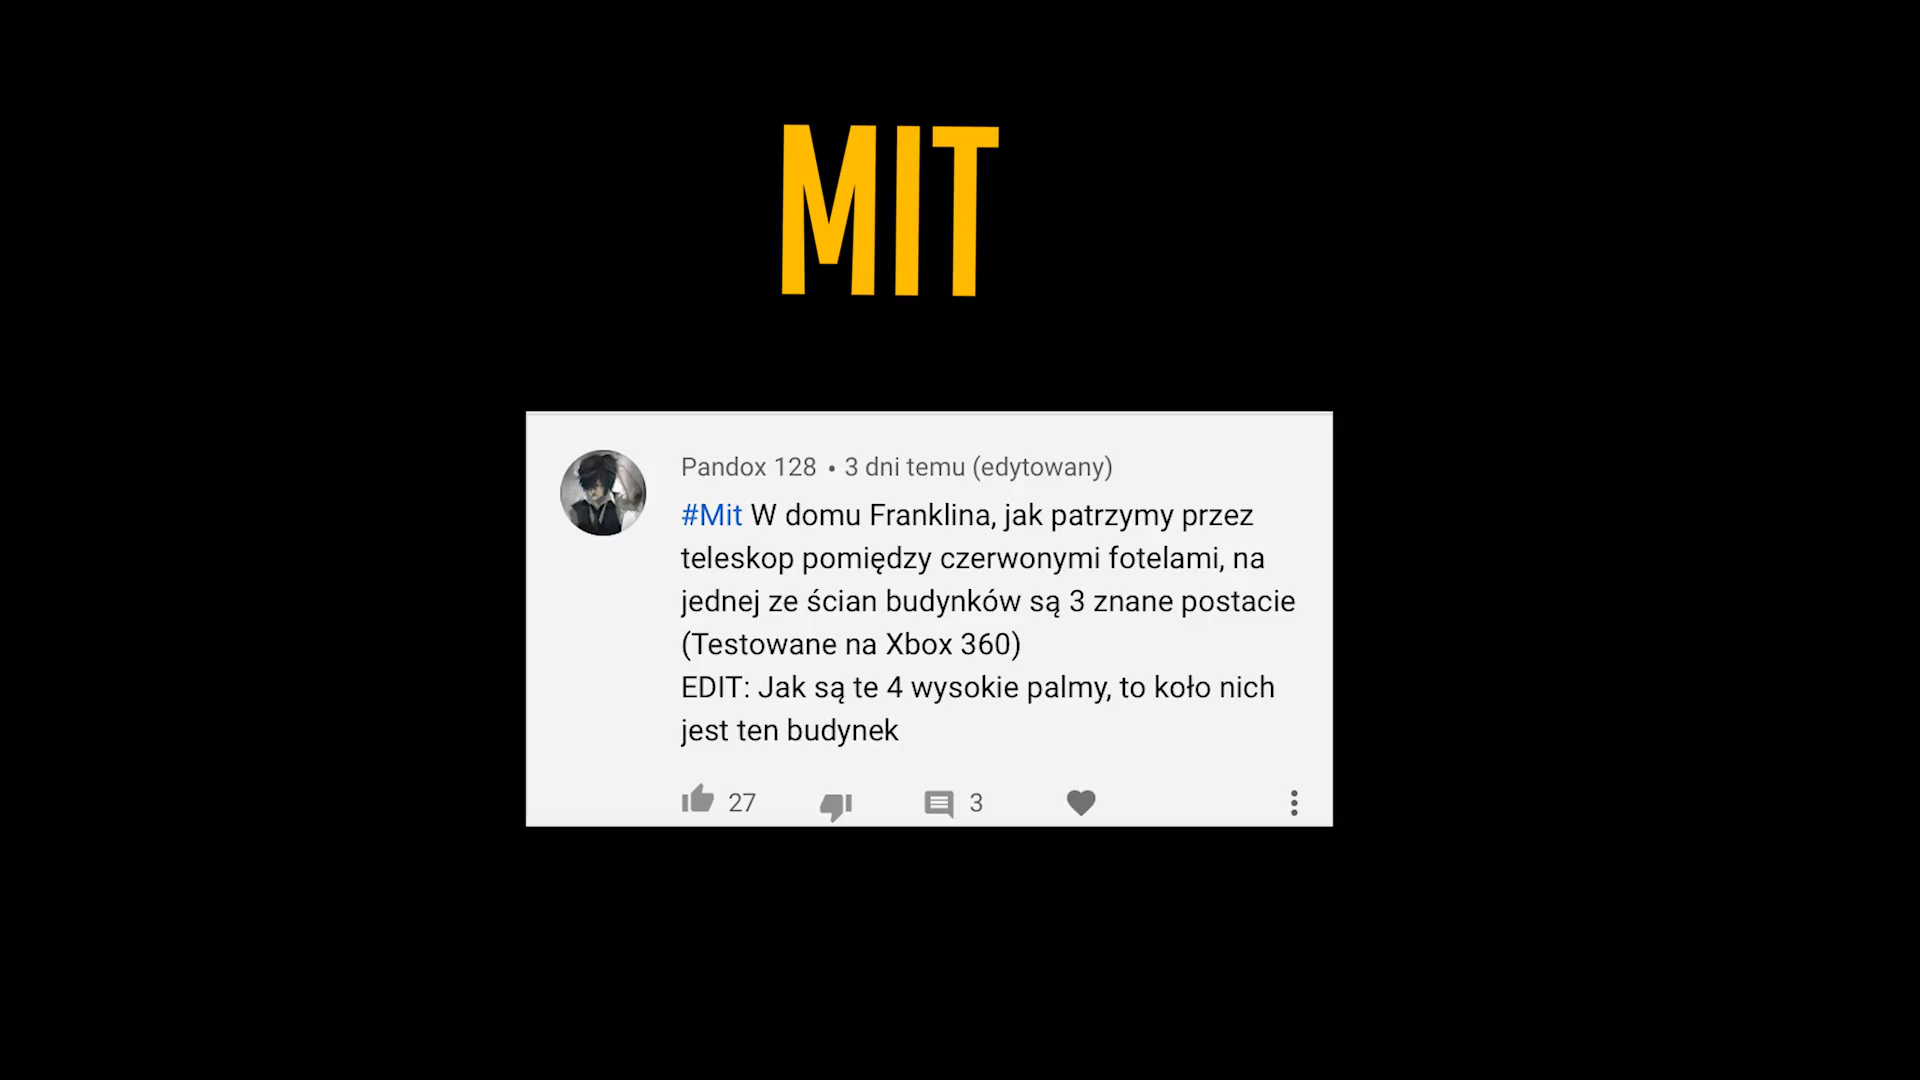 MIT
Pandox 128 • 3 dni temu (edytowany)
#Mit W domu Franklina, jak patrzymy przez
teleskop pomiędzy czerwonymi fotelami, na
jednej ze ścian budynków są 3 znane postacie
(Testowane na Xbox 360)
EDIT: Jak są te 4 wysokie palmy, to koło nich
jest ten budynek
27 3